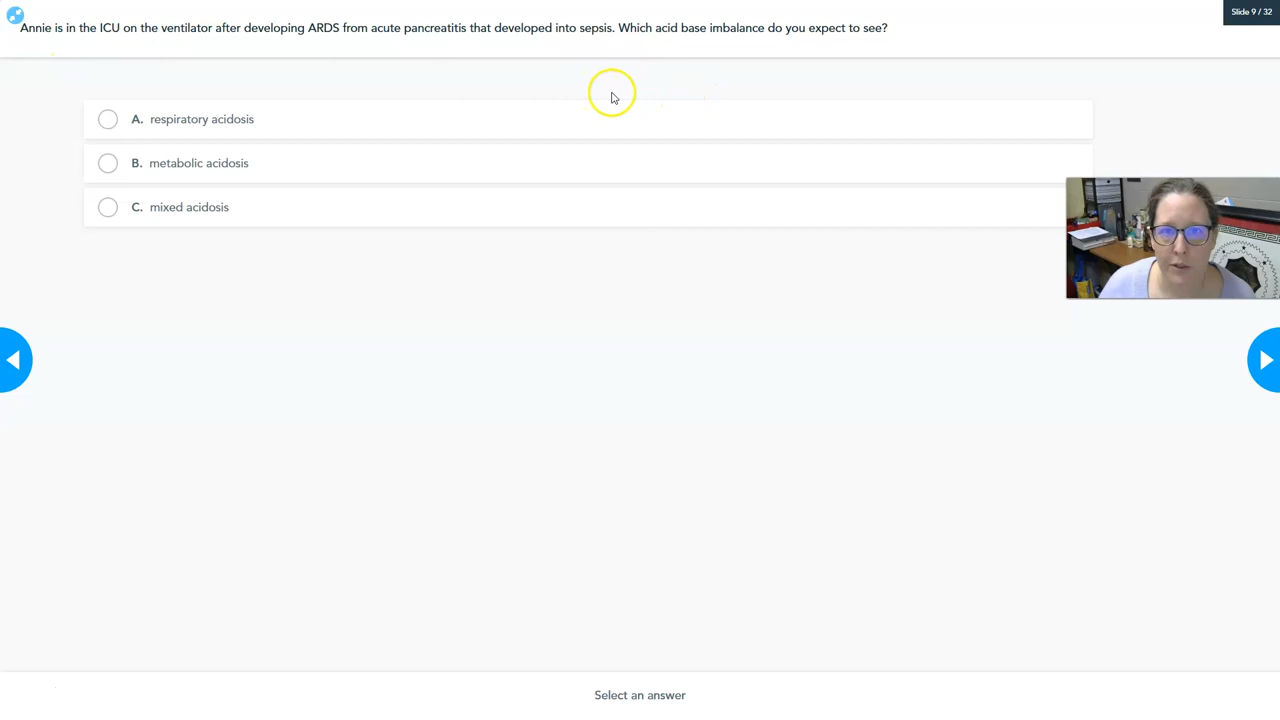 Slide 9 / 32
Annie is in the ICU on the ventilator after developing ARDS from acute pancreatitis that developed into sepsis. Which acid base imbalance do you expect to see?
A. respiratory acidosis
B. metabolic acidosis
C. mixed acidosis
Select an answer